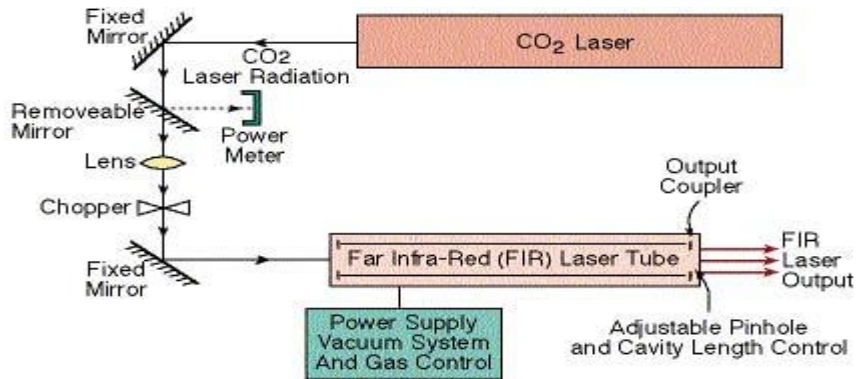 Fixed
Mirror
CO2 Laser
CO2
Laser Radiation
Removeable
Mirror
Power
Meter
Lens
Chopper
Fixed
Mirror
Output
Coupler
Far Infra-Red (FIR) Laser Tube
FIR
Laser
Output
Power Supply
Vacuum System
And Gas Control
Adjustable Pinhole
and Cavity Length Control